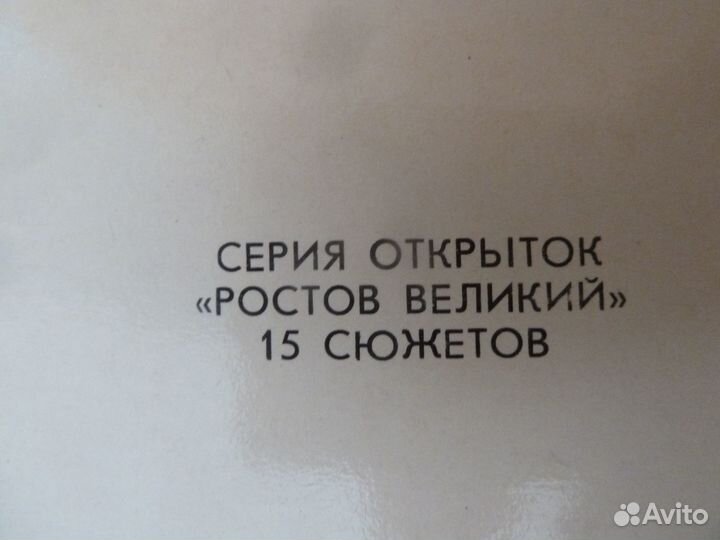 СЕРИЯ ОТКРЫТОК
«РОСТОВ ВЕЛИКИЙ»
15 СЮЖЕТОВ
Avito